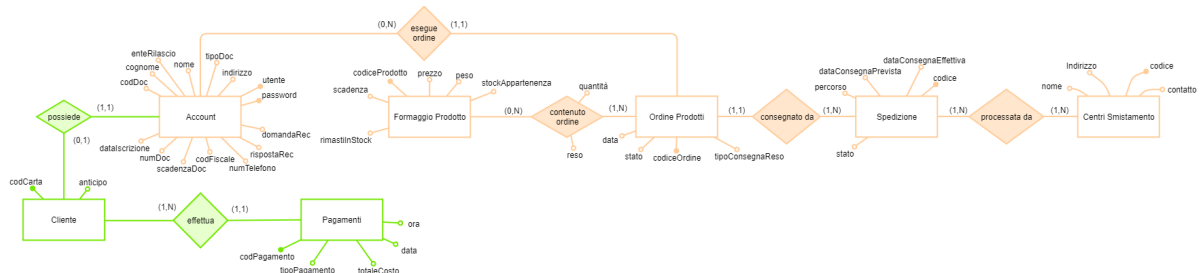 (0,N)
esegue
ordine
(1,1)
enteRilascio
tipoDoc
cognome
nome
indirizzo
codDoc
utente
password
codiceProdotto
prezzo
peso
scadenza
stockAppartenenza
quantità
dataConsegnaEffettiva
dataConsegnaPrevista
codice
percorso
Indirizzo
codice
nome
contatto
possiede
(1,1)
Account
Formaggio Prodotto
(0,N)
contenuto
ordine
(1,N)
Ordine Prodotti
(1,1)
consegnato da
(1,N)
Spedizione
(1,N)
processata da
(1,N)
Centri Smistamento
(0,1)
domandaRec
rimastiInStock
data
dataIscrizione
rispostaRec
numDoc
codFiscale
scadenzaDoc
numTelefono
reso
stato
codiceOrdine
tipoConsegnaReso
stato
codCarta
anticipo
Cliente
(1,N)
effettua
(1,1)
Pagamenti
ora
data
codPagamento
tipoPagamento
totaleCosto